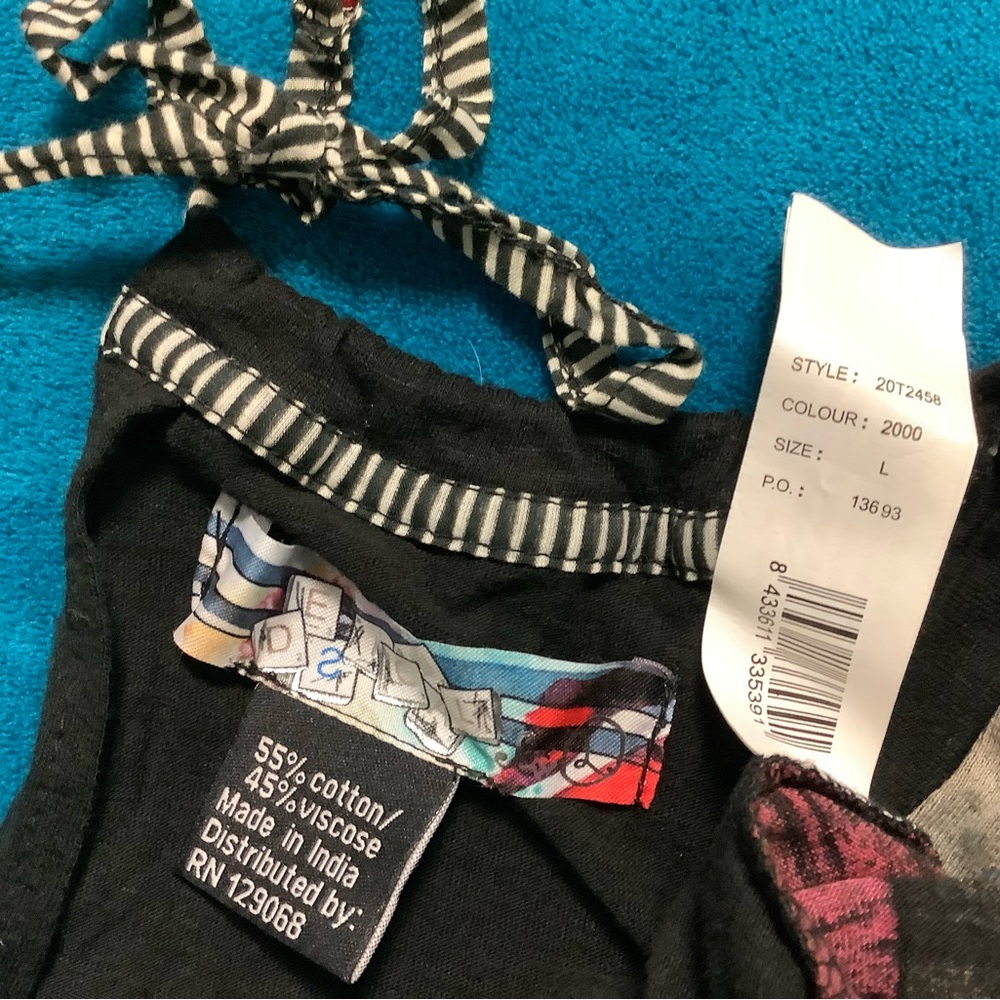 STYLE: 20T2458
COLOUR: 2000
SIZE: L
P.O.: 13693
8 433611 335391
55% cotton/
45% viscose
Made in India
Distributed by:
RN 129068